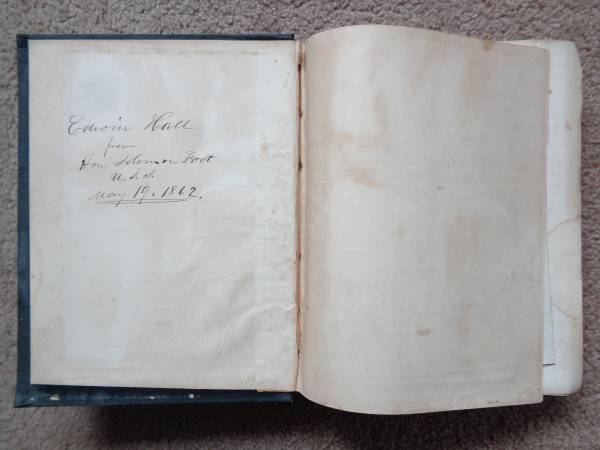 Edwin Hall
from
Hon. Solomon Foot
U.S.S.
May 19. 1862.